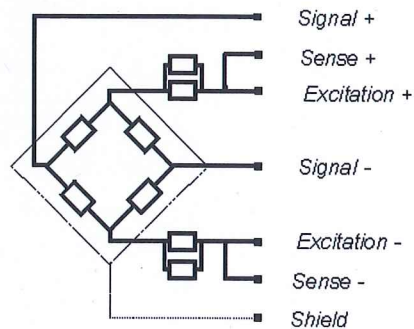 Signal +
Sense +
Excitation +
Signal -
Excitation -
Sense -
Shield